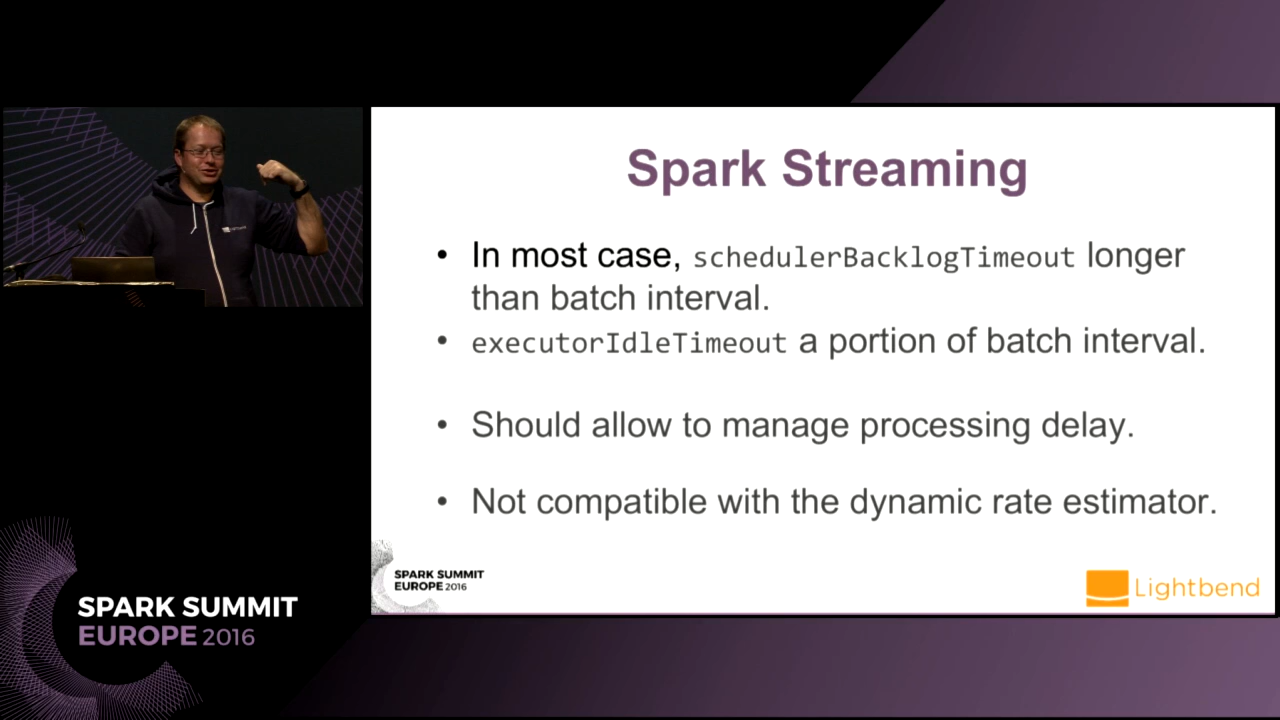 Spark Streaming
• In most case, schedulerBacklogTimeout longer
than batch interval.
• executorIdleTimeout a portion of batch interval.
• Should allow to manage processing delay.
• Not compatible with the dynamic rate estimator.
SPARK SUMMIT
EUROPE 2016
Lightbend
SPARK SUMMIT
EUROPE 2016